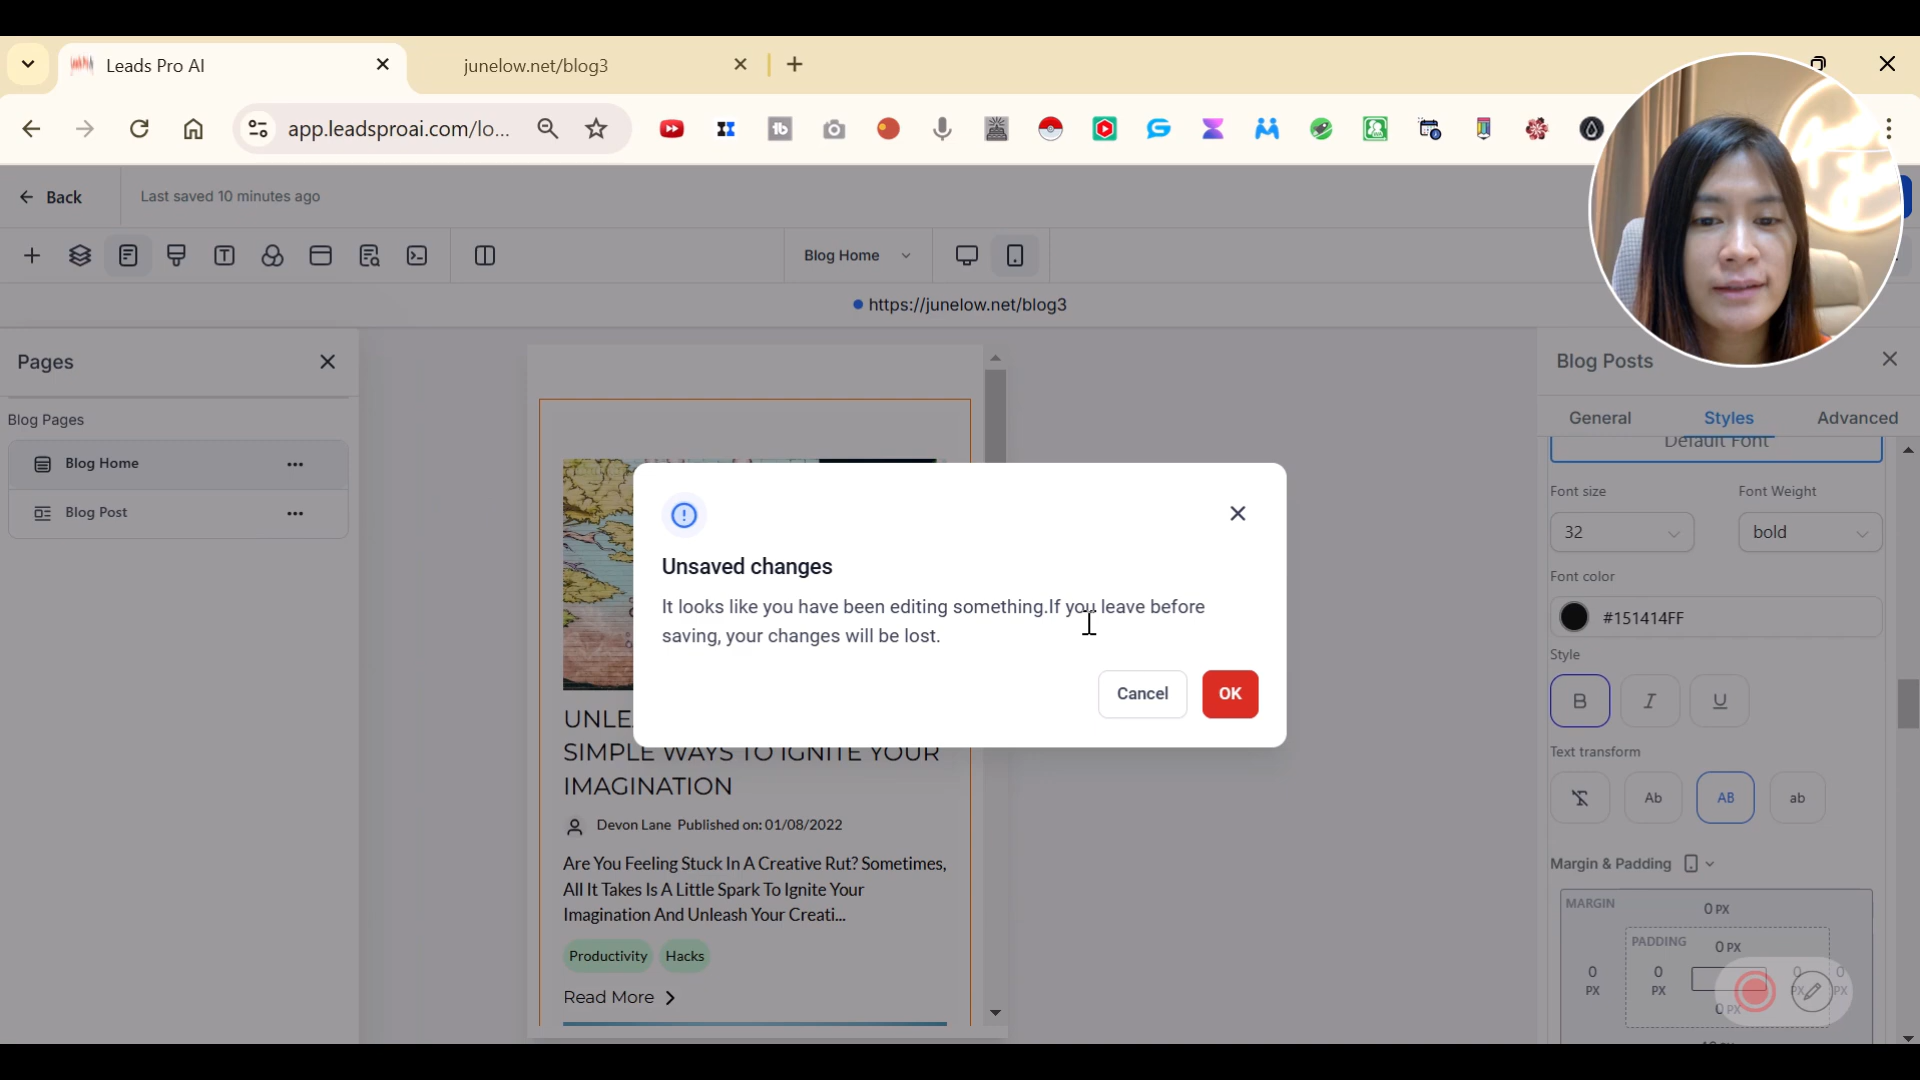 Leads Pro AI
junelow.net/blog3
app.leadsproai.com/lo...
Back
Last saved 10 minutes ago
Blog Home
https://junelow.net/blog3
Pages
Blog Pages
Blog Home
Blog Post
Blog Posts
General
Styles
Advanced
Default Font
Font size
Font Weight
32
bold
Font color
#151414FF
Style
B
I
U
Text transform
Ab
AB
ab
Margin & Padding
MARGIN
0 PX
PADDING
0 PX
0
PX
0
PX
0
PX
0
PX
0 PX
Unsaved changes
It looks like you have been editing something.If you leave before
saving, your changes will be lost.
Cancel
OK
UNLE
SIMPLE WAYS TO IGNITE YOUR
IMAGINATION
Devon Lane Published on: 01/08/2022
Are You Feeling Stuck In A Creative Rut? Sometimes,
All It Takes Is A Little Spark To Ignite Your
Imagination And Unleash Your Creati...
Productivity
Hacks
Read More